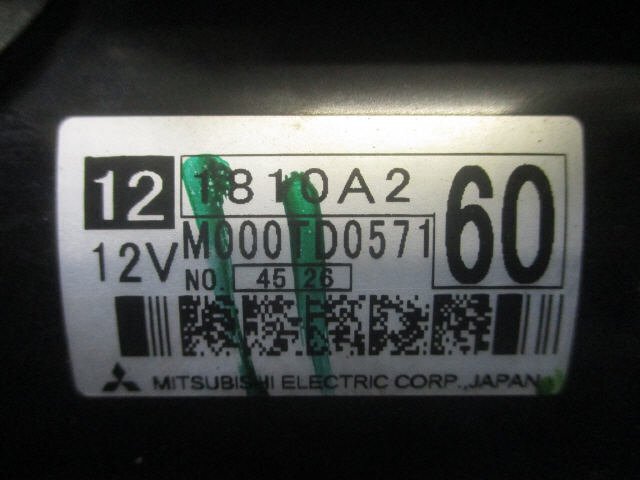 12 1810A2 60
12V M000TD0571
NO. 45 26
MITSUBISHI ELECTRIC CORP., JAPAN